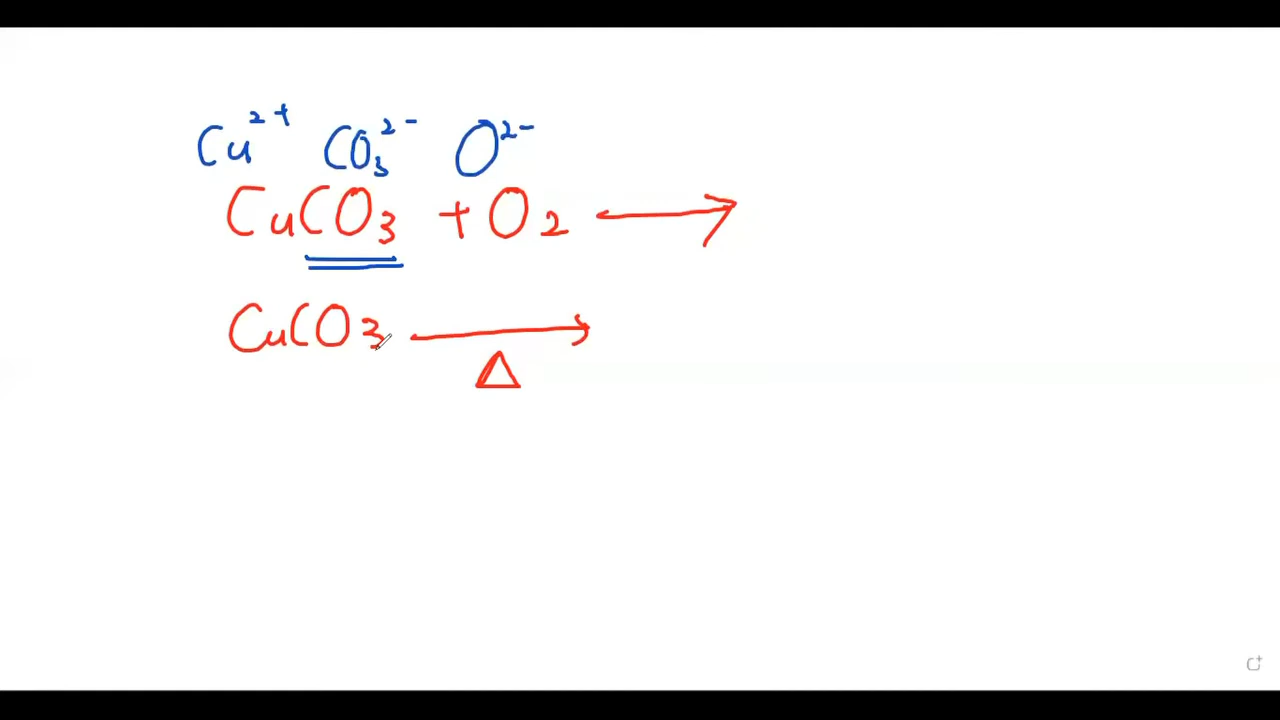 Cu²⁺ CO₃²⁻ O²⁻
CuCO₃ + O₂ →
CuCO₃ →
Δ